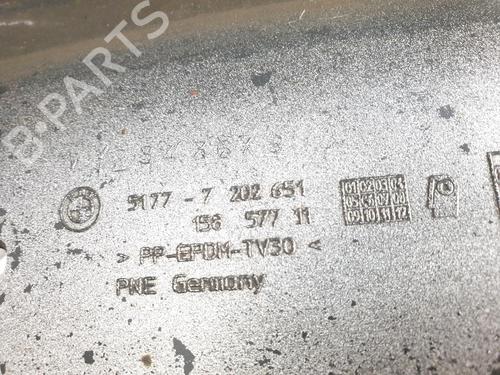 B-PARTS
5177 - 7 202 651
156 577 11
> PP-EPDM-TV30 <
PNE Germany
01 02 03 04
05 06 07 08
09 10 11 12